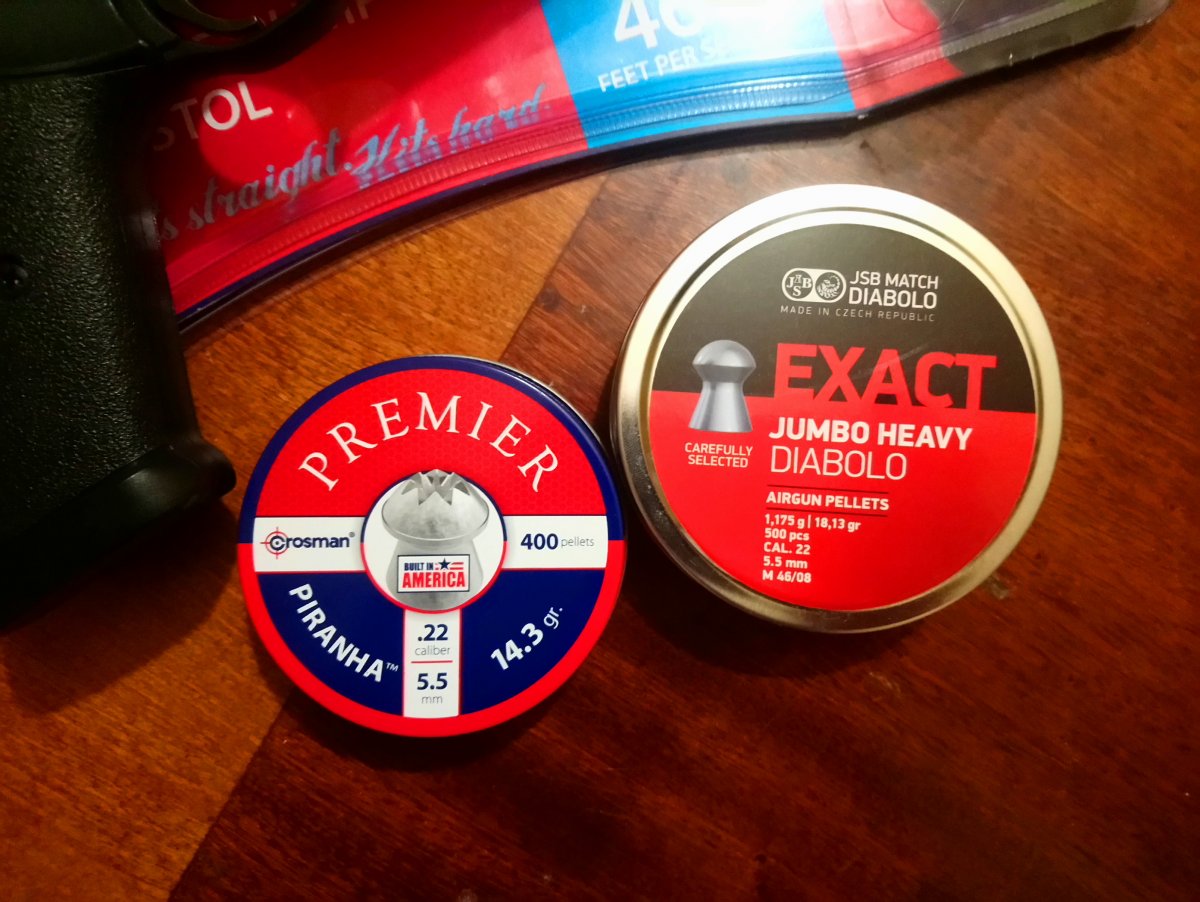 STOL
straight. Hits hard.
FEET PER
PREMIER
crosman®
400 pellets
BUILT IN
AMERICA
PIRANHA™
14.3 gr.
.22
caliber
5.5
mm
JSB
JSB MATCH
DIABOLO
MADE IN CZECH REPUBLIC
EXACT
JUMBO HEAVY
DIABOLO
CAREFULLY
SELECTED
AIRGUN PELLETS
1,175 g | 18,13 gr
500 pcs
CAL. 22
5.5 mm
M 46/08